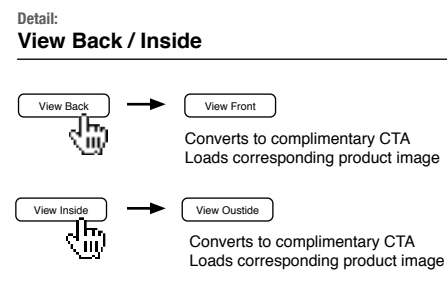 Detail:
View Back / Inside
View Back
View Front
Converts to complimentary CTA
Loads corresponding product image
View Inside
View Oustide
Converts to complimentary CTA
Loads corresponding product image